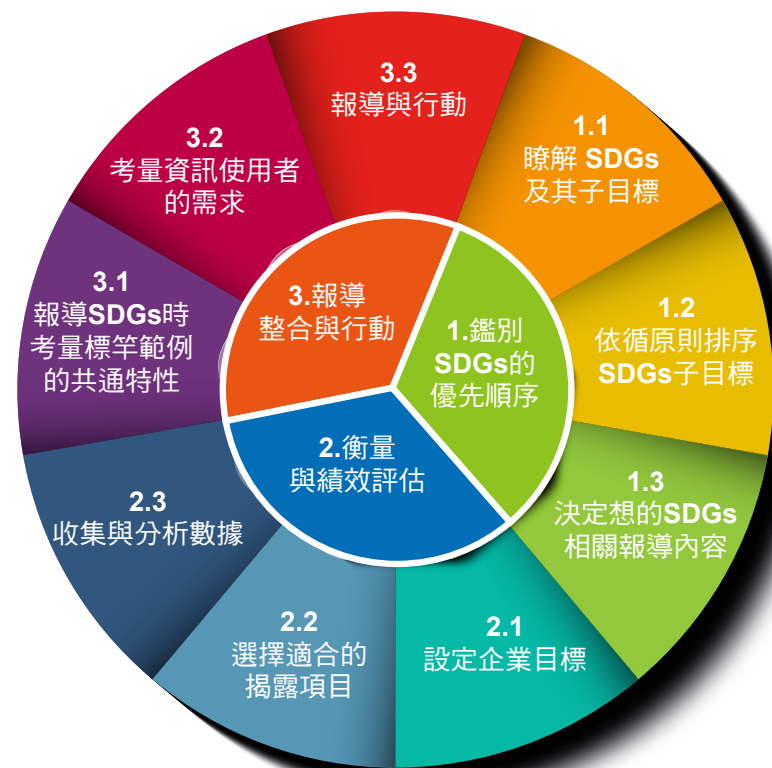 3.3
報導與行動
1.1
瞭解 SDGs
及其子目標
1.2
依循原則排序
SDGs子目標
1.3
決定想的SDGs
相關報導內容
2.1
設定企業目標
2.2
選擇適合的
揭露項目
2.3
收集與分析數據
3.1
報導SDGs時
考量標竿範例
的共通特性
3.2
考量資訊使用者
的需求
1.鑑別
SDGs的
優先順序
2.衡量
與績效評估
3.報導
整合與行動